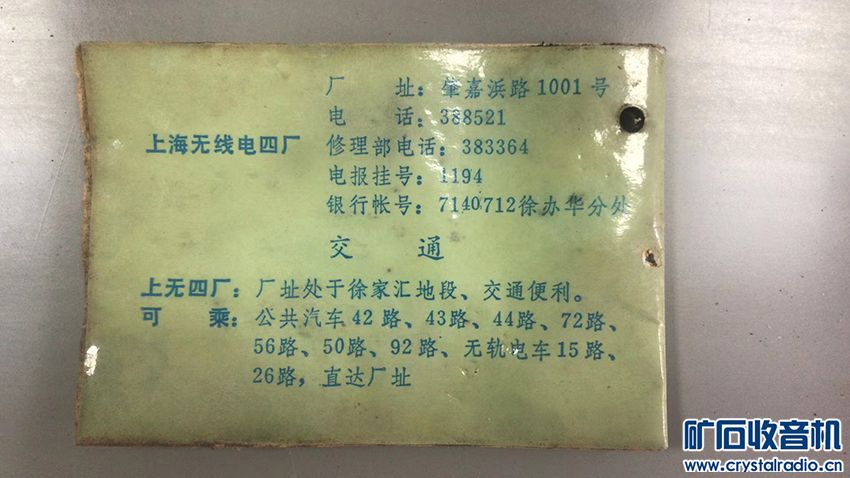 厂　　址：肇嘉浜路1001号
电　　话：388521
上海无线电四厂　修理部电话：383364
电报挂号：1194
银行帐号：7140712徐办华分处
交　　通
上无四厂：厂址处于徐家汇地段、交通便利。
可　　乘：公共汽车42路、43路、44路、72路、
56路、50路、92路、无轨电车15路、
26路，直达厂址
矿石收音机
www.crystalradio.cn